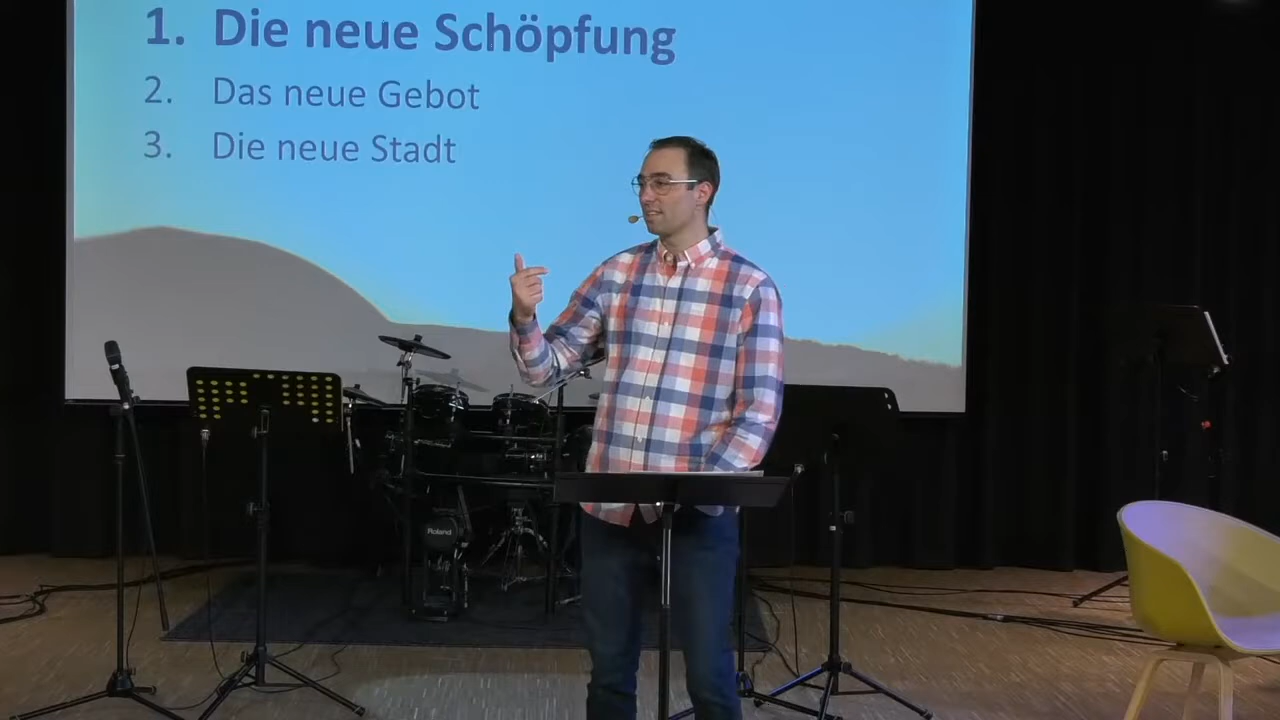 1. Die neue Schöpfung
2. Das neue Gebot
3. Die neue Stadt
Roland